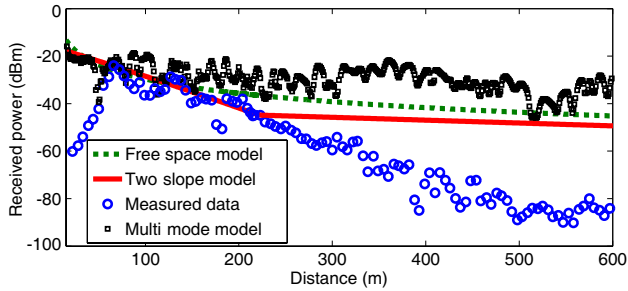 0
-20
-40
-60
-80
-100
Received power (dBm)
Free space model
Two slope model
Measured data
Multi mode model
100 200 300 400 500 600
Distance (m)